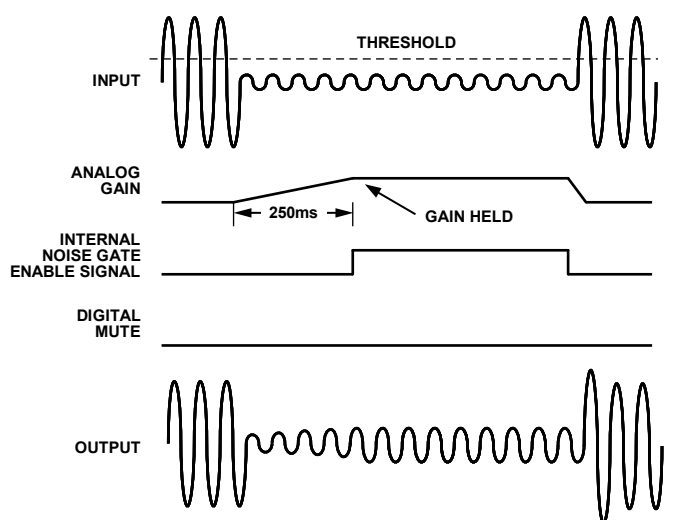 THRESHOLD
INPUT
ANALOG
GAIN
250ms
GAIN HELD
INTERNAL
NOISE GATE
ENABLE SIGNAL
DIGITAL
MUTE
OUTPUT